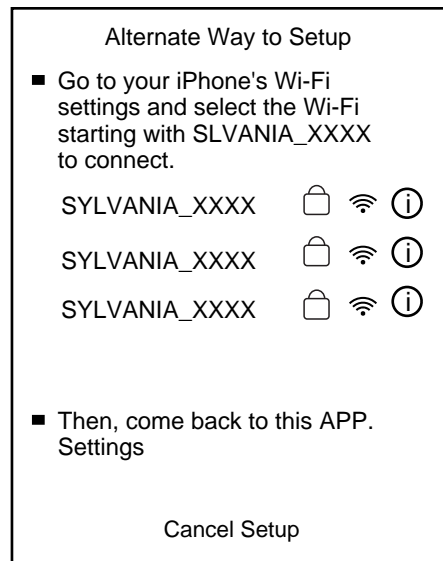 Alternate Way to Setup
Go to your iPhone's Wi-Fi
settings and select the Wi-Fi
starting with SLVANIA_XXXX
to connect.
SYLVANIA_XXXX
SYLVANIA_XXXX
SYLVANIA_XXXX
Then, come back to this APP.
Settings
Cancel Setup